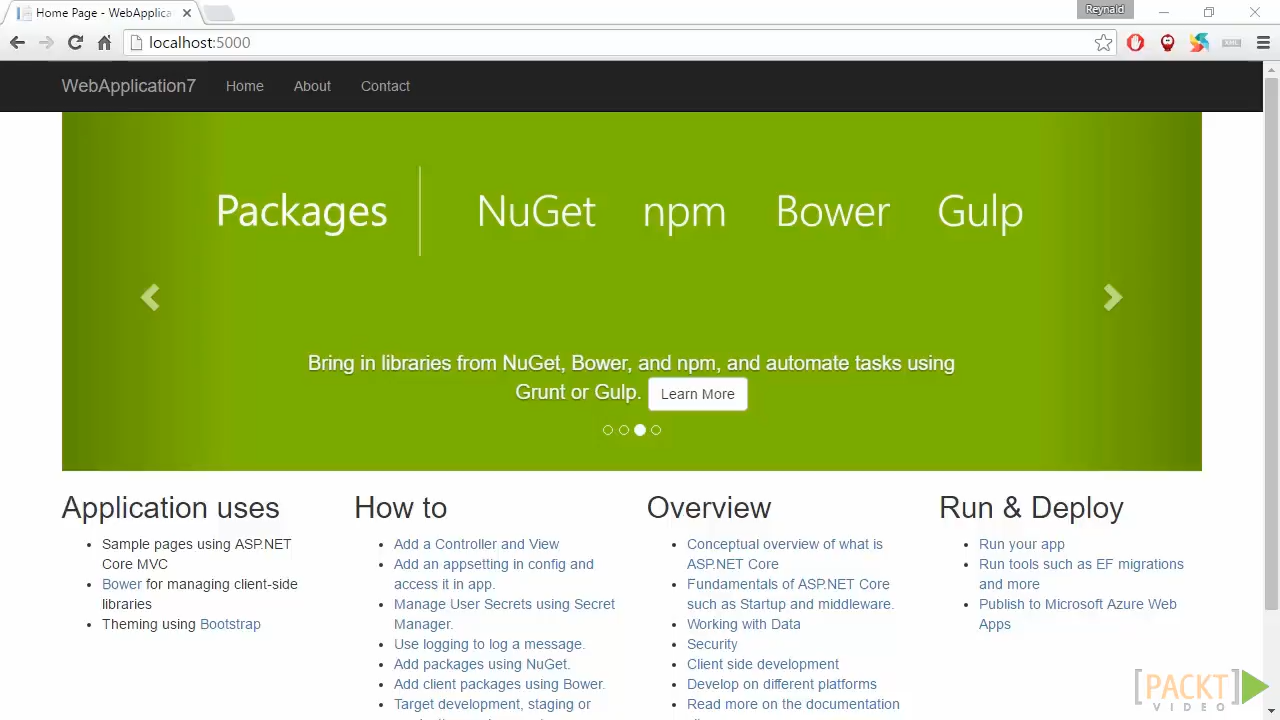 Home Page - WebApplica
Reynald
localhost:5000
WebApplication7 Home About Contact
Packages NuGet npm Bower Gulp
Bring in libraries from NuGet, Bower, and npm, and automate tasks using
Grunt or Gulp. Learn More
Application uses
Sample pages using ASP.NET
Core MVC
Bower for managing client-side
libraries
Theming using Bootstrap
How to
Add a Controller and View
Add an appsetting in config and
access it in app.
Manage User Secrets using Secret
Manager.
Use logging to log a message.
Add packages using NuGet.
Add client packages using Bower.
Target development, staging or
Overview
Conceptual overview of what is
ASP.NET Core
Fundamentals of ASP.NET Core
such as Startup and middleware.
Working with Data
Security
Client side development
Develop on different platforms
Read more on the documentation
Run & Deploy
Run your app
Run tools such as EF migrations
and more
Publish to Microsoft Azure Web
Apps
[PACKT]
VIDEO